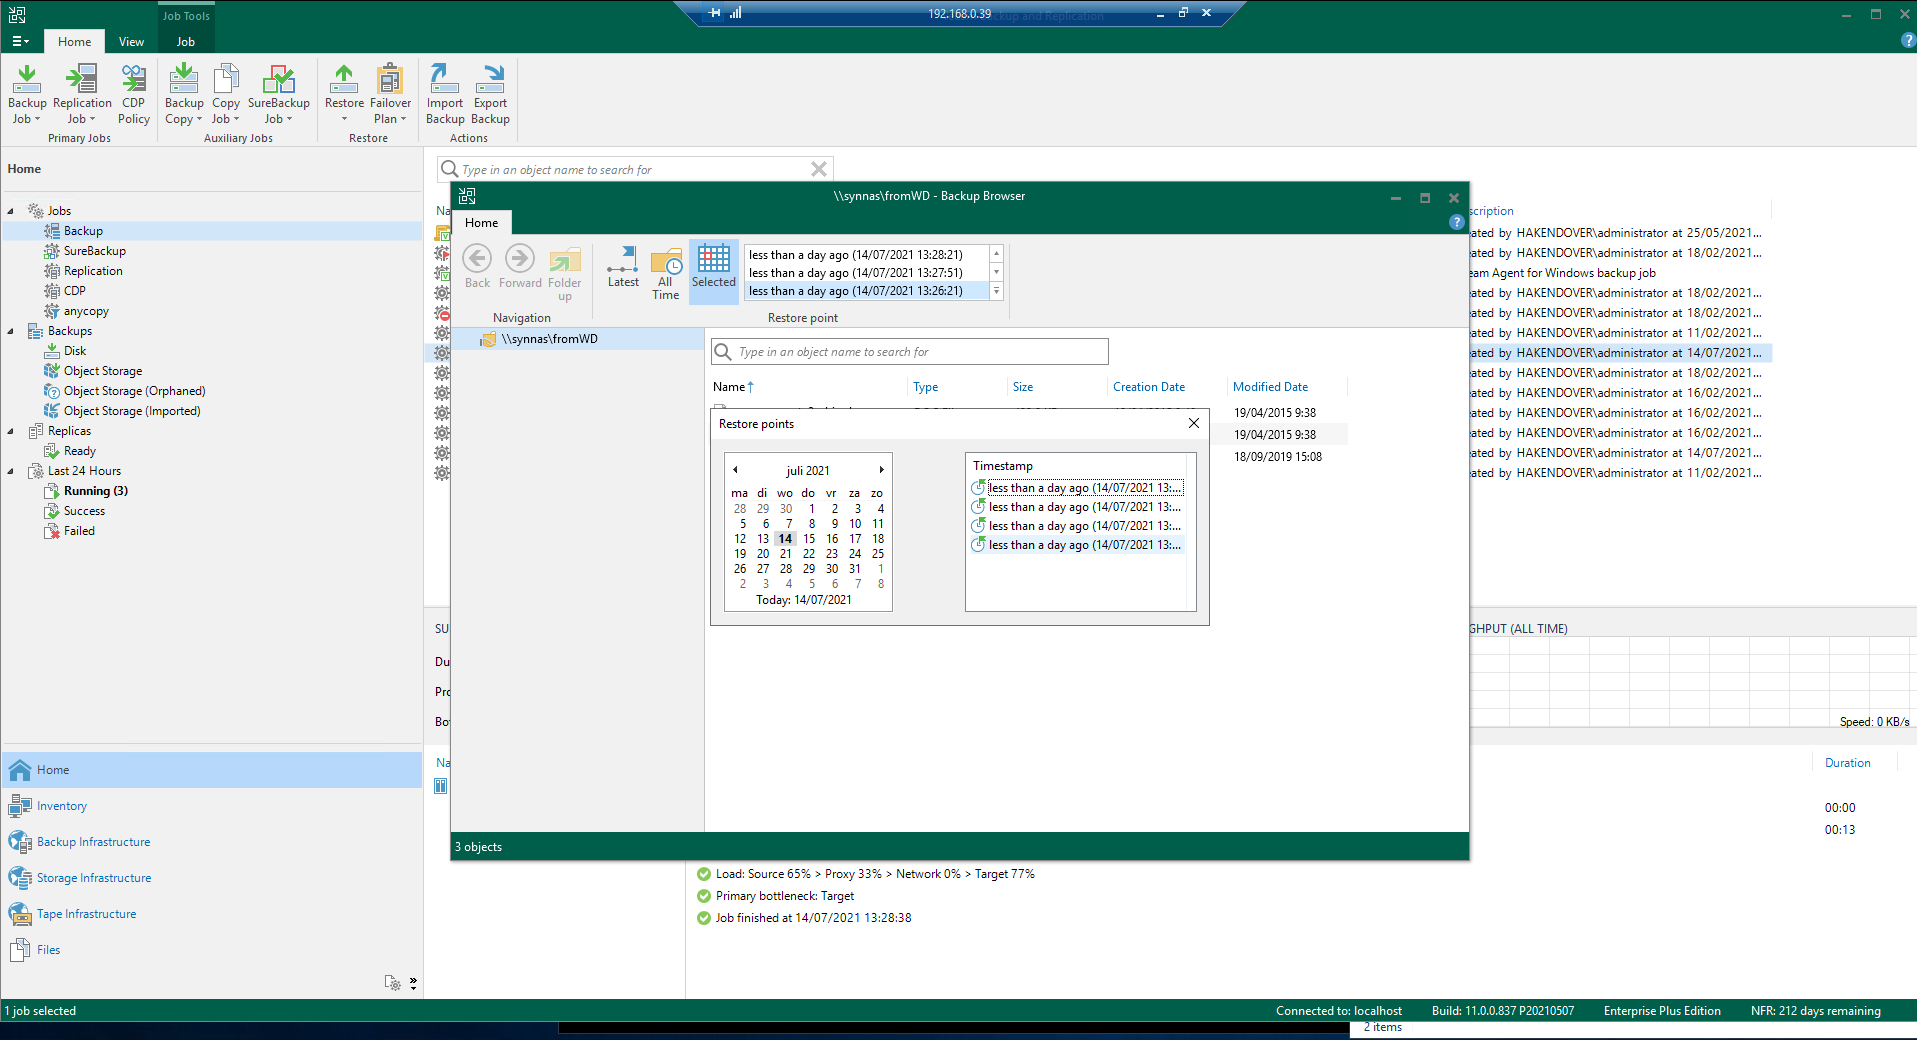 Job Tools
192.168.0.39
ckup and Replication
Home
View
Job
Backup Job
Replication Job
CDP Policy
Primary Jobs
Backup Copy
Copy Job
SureBackup Job
Auxiliary Jobs
Restore
Failover Plan
Restore
Import Backup
Export Backup
Actions
Home
Type in an object name to search for
Jobs
Backup
SureBackup
Replication
CDP
anycopy
Backups
Disk
Object Storage
Object Storage (Orphaned)
Object Storage (Imported)
Replicas
Ready
Last 24 Hours
Running (3)
Success
Failed
Home
Inventory
Backup Infrastructure
Storage Infrastructure
Tape Infrastructure
Files
Na
\\synnas\fromWD - Backup Browser
Home
Back
Forward
Folder up
Navigation
Latest
All Time
Selected
less than a day ago (14/07/2021 13:28:21)
less than a day ago (14/07/2021 13:27:51)
less than a day ago (14/07/2021 13:26:21)
Restore point
\\synnas\fromWD
Type in an object name to search for
Name Type Size Creation Date Modified Date
19/04/2015 9:38
19/04/2015 9:38
18/09/2019 15:08
Restore points
juli 2021
ma di wo do vr za zo
28 29 30 1 2 3 4
5 6 7 8 9 10 11
12 13 14 15 16 17 18
19 20 21 22 23 24 25
26 27 28 29 30 31 1
2 3 4 5 6 7 8
Today: 14/07/2021
Timestamp
less than a day ago (14/07/2021 13:...
less than a day ago (14/07/2021 13:...
less than a day ago (14/07/2021 13:...
less than a day ago (14/07/2021 13:...
3 objects
scription
eated by HAKENDOVER\administrator at 25/05/2021...
eated by HAKENDOVER\administrator at 18/02/2021...
eam Agent for Windows backup job
eated by HAKENDOVER\administrator at 18/02/2021...
eated by HAKENDOVER\administrator at 18/02/2021...
eated by HAKENDOVER\administrator at 11/02/2021...
eated by HAKENDOVER\administrator at 14/07/2021...
eated by HAKENDOVER\administrator at 18/02/2021...
eated by HAKENDOVER\administrator at 16/02/2021...
eated by HAKENDOVER\administrator at 16/02/2021...
eated by HAKENDOVER\administrator at 16/02/2021...
eated by HAKENDOVER\administrator at 14/07/2021...
eated by HAKENDOVER\administrator at 11/02/2021...
SU
Du
Pro
Bo
GHPUT (ALL TIME)
Speed: 0 KB/s
Na
Duration
00:00
00:13
Load: Source 65% > Proxy 33% > Network 0% > Target 77%
Primary bottleneck: Target
Job finished at 14/07/2021 13:28:38
1 job selected
Connected to: localhost
Build: 11.0.0.837 P20210507
Enterprise Plus Edition
NFR: 212 days remaining
2 items